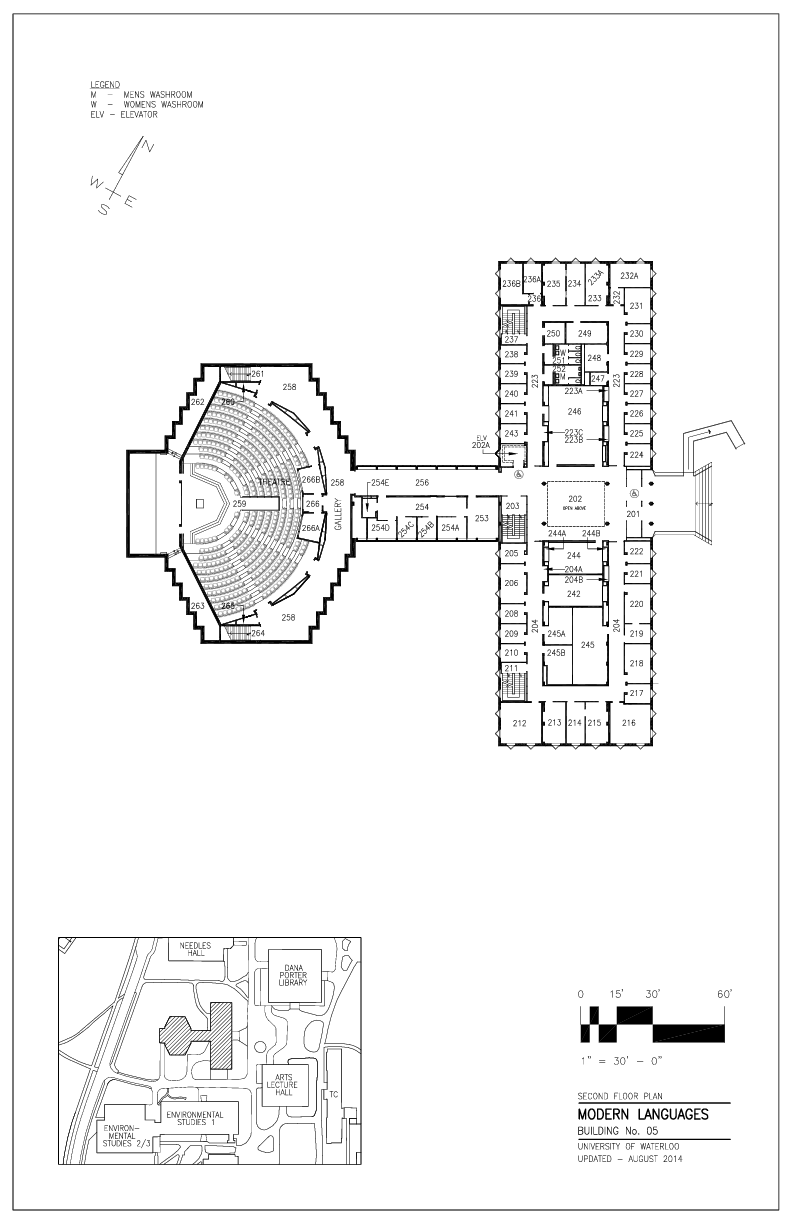 LEGEND
M – MENS WASHROOM
W – WOMENS WASHROOM
ELV – ELEVATOR
N
W
E
S
236B
236A
236
235
234
233A
233
232A
232
231
237
250
249
230
238
W
251
248
229
239
252
M
247
228
240
223
223
223A
227
241
246
226
243
223C
223B
225
ELV
202A
224
261
258
262
260
THEATRE
266B
258
254E
256
259
266
GALLERY
254
203
202
OPEN ABOVE
201
266A
254D
254C
254B
254A
253
244A
244B
205
244
222
204A
206
204B
221
242
220
263
265
258
208
264
209
204
245A
245
204
219
210
245B
218
211
217
212
213
214
215
216
NEEDLES
HALL
DANA
PORTER
LIBRARY
ARTS
LECTURE
HALL
TC
ENVIRONMENTAL
STUDIES 1
ENVIRON-
MENTAL
STUDIES 2/3
0 15' 30' 60'
1" = 30' – 0"
SECOND FLOOR PLAN
MODERN LANGUAGES
BUILDING No. 05
UNIVERSITY OF WATERLOO
UPDATED – AUGUST 2014